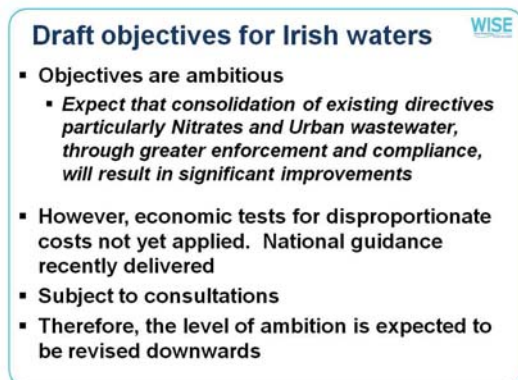 Draft objectives for Irish waters
WISE
▪ Objectives are ambitious
▪ Expect that consolidation of existing directives
particularly Nitrates and Urban wastewater,
through greater enforcement and compliance,
will result in significant improvements
▪ However, economic tests for disproportionate
costs not yet applied. National guidance
recently delivered
▪ Subject to consultations
▪ Therefore, the level of ambition is expected to
be revised downwards